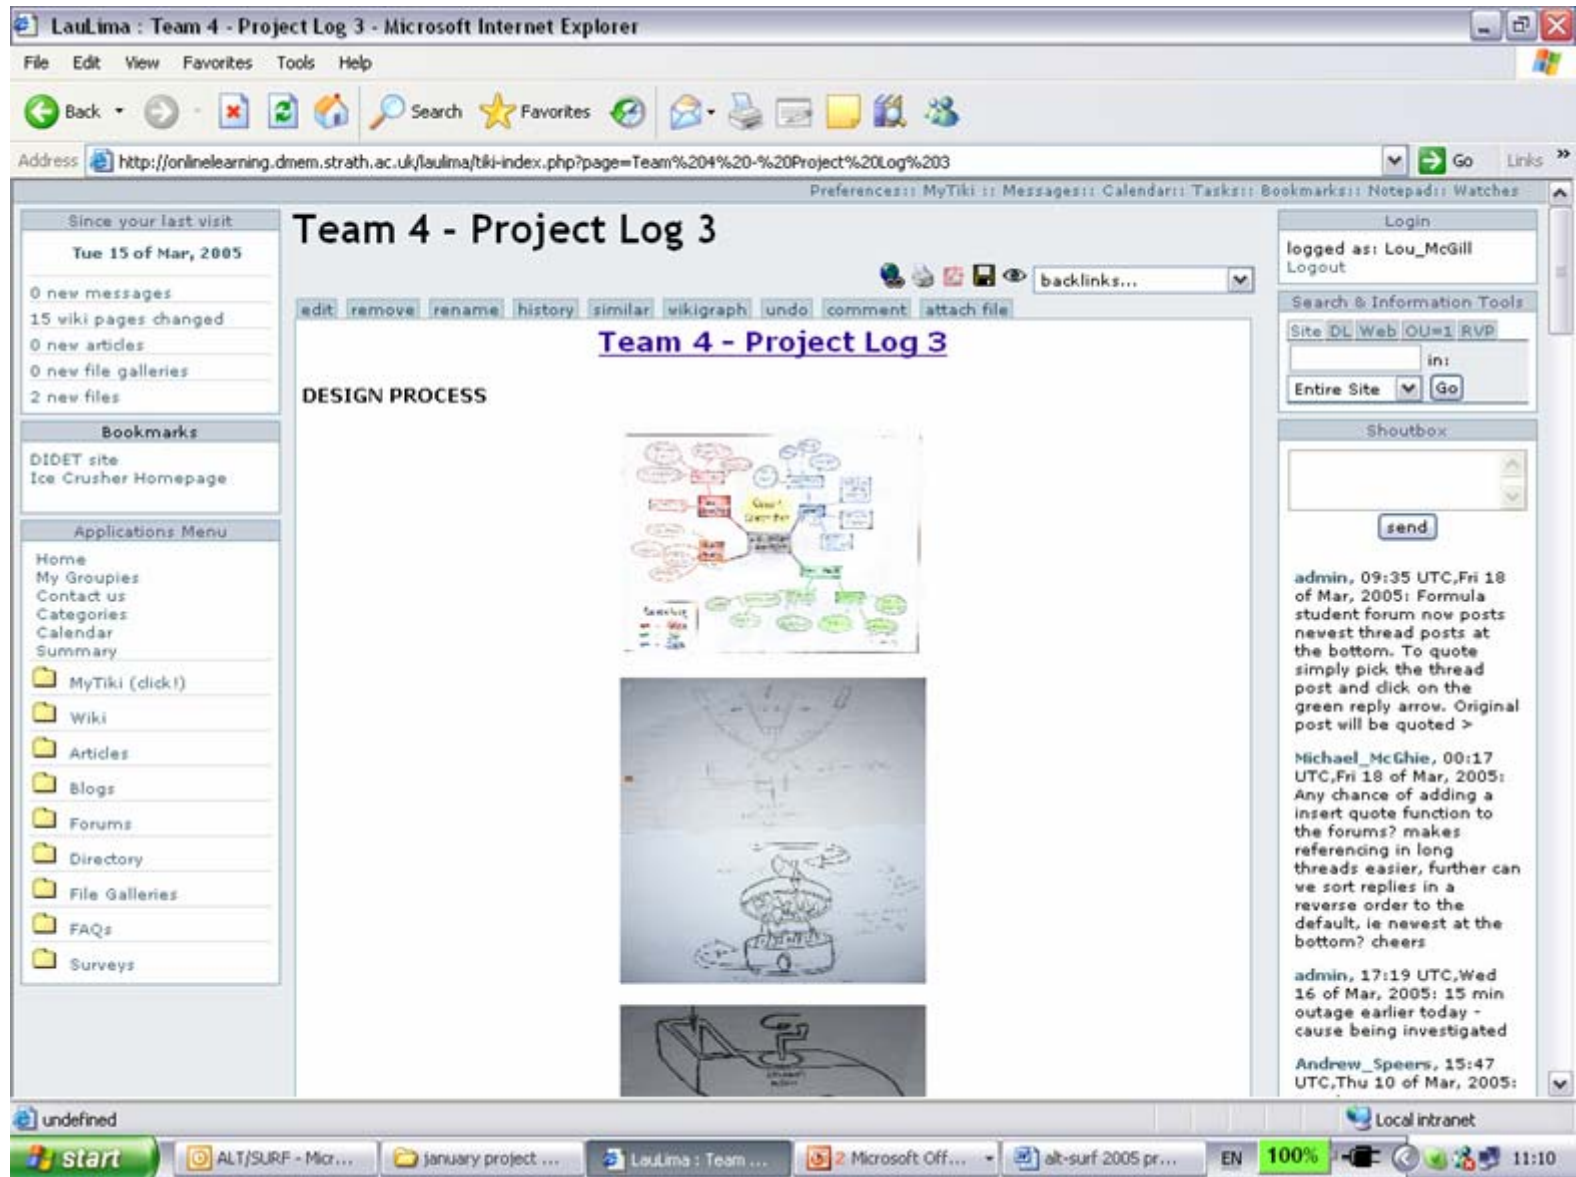 LauLima : Team 4 - Project Log 3 - Microsoft Internet Explorer
File Edit View Favorites Tools Help
Back Search Favorites
Address http://onlinelearning.dmem.strath.ac.uk/laulima/tiki-index.php?page=Team%204%20-%20Project%20Log%203 Go Links »
Preferences:: MyTiki :: Messages:: Calendar:: Tasks:: Bookmarks:: Notepad:: Watches
Since your last visit
Tue 15 of Mar, 2005
0 new messages
15 wiki pages changed
0 new articles
0 new file galleries
2 new files
Bookmarks
DIDET site
Ice Crusher Homepage
Applications Menu
Home
My Groupies
Contact us
Categories
Calendar
Summary
MyTiki (click!)
Wiki
Articles
Blogs
Forums
Directory
File Galleries
FAQs
Surveys
Team 4 - Project Log 3
backlinks...
edit remove rename history similar wikigraph undo comment attach file
Team 4 - Project Log 3
DESIGN PROCESS
Login
logged as: Lou_McGill
Logout
Search & Information Tools
Site DL Web OU=1 RVP
in:
Entire Site Go
Shoutbox
send
admin, 09:35 UTC,Fri 18
of Mar, 2005: Formula
student forum now posts
newest thread posts at
the bottom. To quote
simply pick the thread
post and click on the
green reply arrow. Original
post will be quoted >
Michael_McGhie, 00:17
UTC,Fri 18 of Mar, 2005:
Any chance of adding a
insert quote function to
the forums? makes
referencing in long
threads easier, further can
we sort replies in a
reverse order to the
default, ie newest at the
bottom? cheers
admin, 17:19 UTC,Wed
16 of Mar, 2005: 15 min
outage earlier today -
cause being investigated
Andrew_Speers, 15:47
UTC,Thu 10 of Mar, 2005:
undefined Local intranet
start ALT/SURF - Micr... january project ... LauLima : Team ... 2 Microsoft Off... alt-surf 2005 pr... EN 100% 11:10